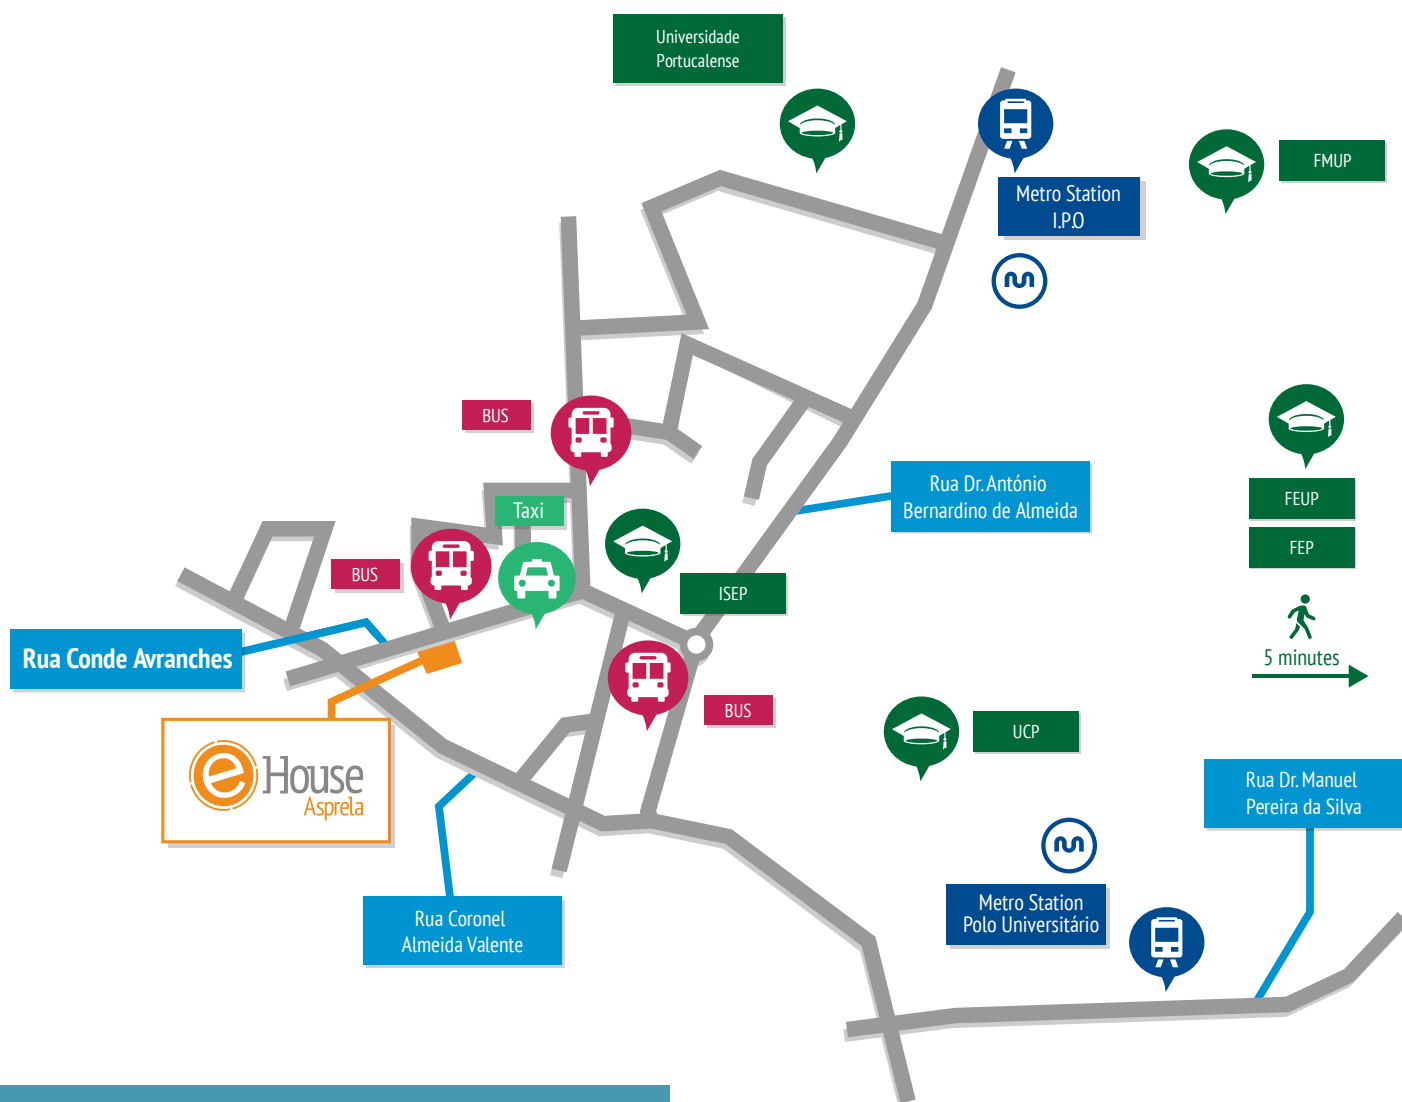 Universidade
Portucalense
FMUP
Metro Station
I.P.O
BUS
Rua Dr. António
Bernardino de Almeida
Taxi
FEUP
FEP
BUS
ISEP
5 minutes
Rua Conde Avranches
BUS
UCP
e House
Asprela
Rua Dr. Manuel
Pereira da Silva
Rua Coronel
Almeida Valente
Metro Station
Polo Universitário